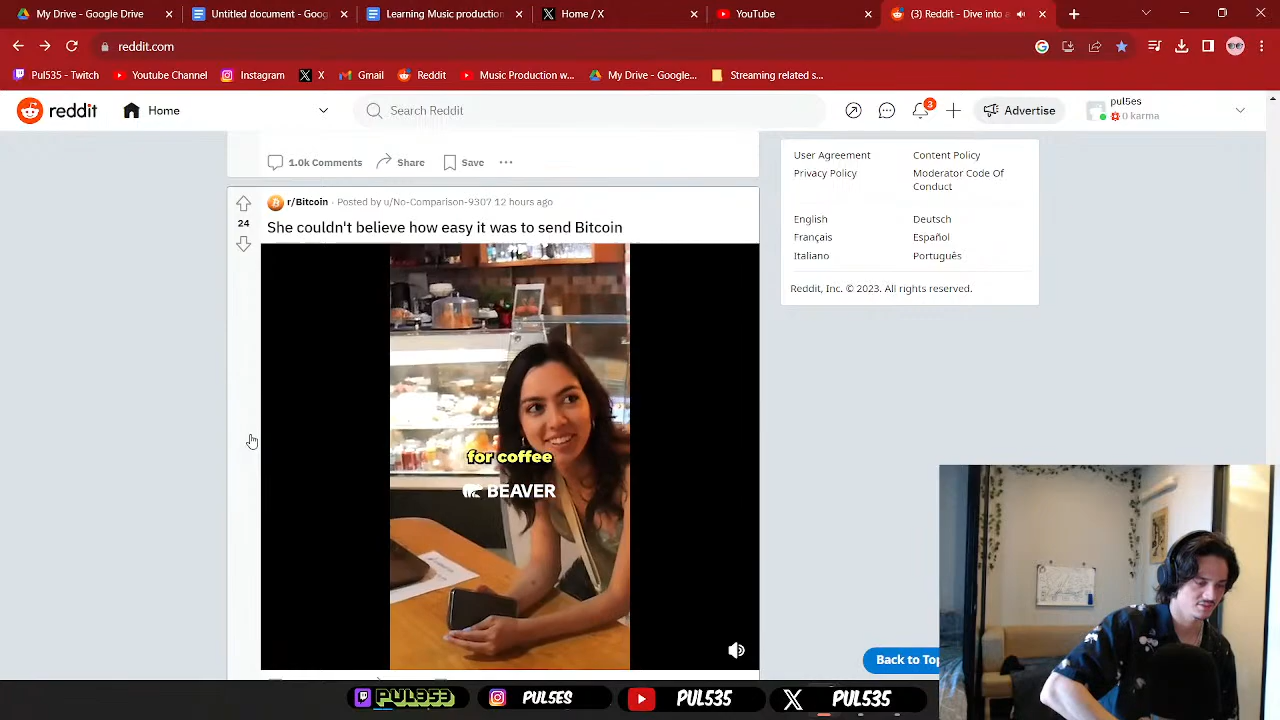 My Drive - Google Drive
Untitled document - Goog
Learning Music production
Home / X
YouTube
(3) Reddit - Dive into a
reddit.com
Pul535 - Twitch
Youtube Channel
Instagram
X
Gmail
Reddit
Music Production w...
My Drive - Google...
Streaming related s...
reddit
Home
Search Reddit
3
Advertise
pul5es
0 karma
1.0k Comments
Share
Save
User Agreement
Content Policy
Privacy Policy
Moderator Code Of
Conduct
English
Deutsch
Français
Español
Italiano
Português
Reddit, Inc. © 2023. All rights reserved.
r/Bitcoin · Posted by u/No-Comparison-9307 12 hours ago
24
She couldn't believe how easy it was to send Bitcoin
for coffee
BEAVER
Back to Top
PUL5ES
PUL535
PUL535